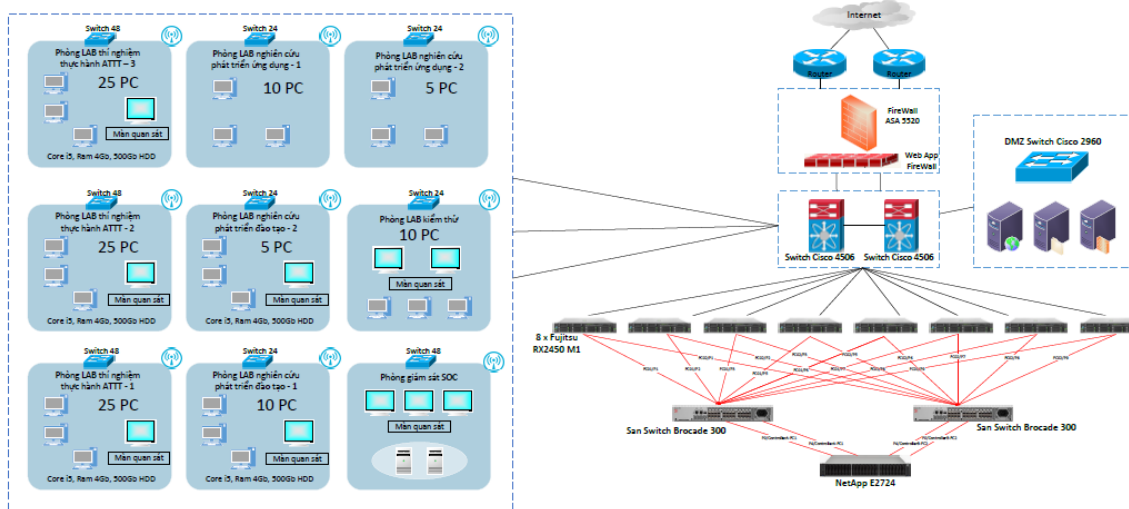 Switch 48
Phòng LAB thí nghiệm
thực hành ATTT – 3
25 PC
Màn quan sát
Core i5, Ram 4Gb, 500Gb HDD
Switch 24
Phòng LAB nghiên cứu
phát triển ứng dụng - 1
10 PC
Switch 24
Phòng LAB nghiên cứu
phát triển ứng dụng - 2
5 PC
Switch 48
Phòng LAB thí nghiệm
thực hành ATTT - 2
25 PC
Màn quan sát
Core i5, Ram 4Gb, 500Gb HDD
Switch 24
Phòng LAB nghiên cứu
phát triển đào tạo - 2
5 PC
Màn quan sát
Core i5, Ram 4Gb, 500Gb HDD
Switch 24
Phòng LAB kiểm thử
10 PC
Màn quan sát
Switch 48
Phòng LAB thí nghiệm
thực hành ATTT - 1
25 PC
Màn quan sát
Core i5, Ram 4Gb, 500Gb HDD
Switch 24
Phòng LAB nghiên cứu
phát triển đào tạo - 1
10 PC
Màn quan sát
Core i5, Ram 4Gb, 500Gb HDD
Switch 48
Phòng giám sát SOC
Màn quan sát
Internet
Router
Router
FireWall
ASA 5520
Web App
FireWall
DMZ Switch Cisco 2960
Switch Cisco 4506
Switch Cisco 4506
8 x Fujitsu
RX2450 M1
San Switch Brocade 300
San Switch Brocade 300
NetApp E2724